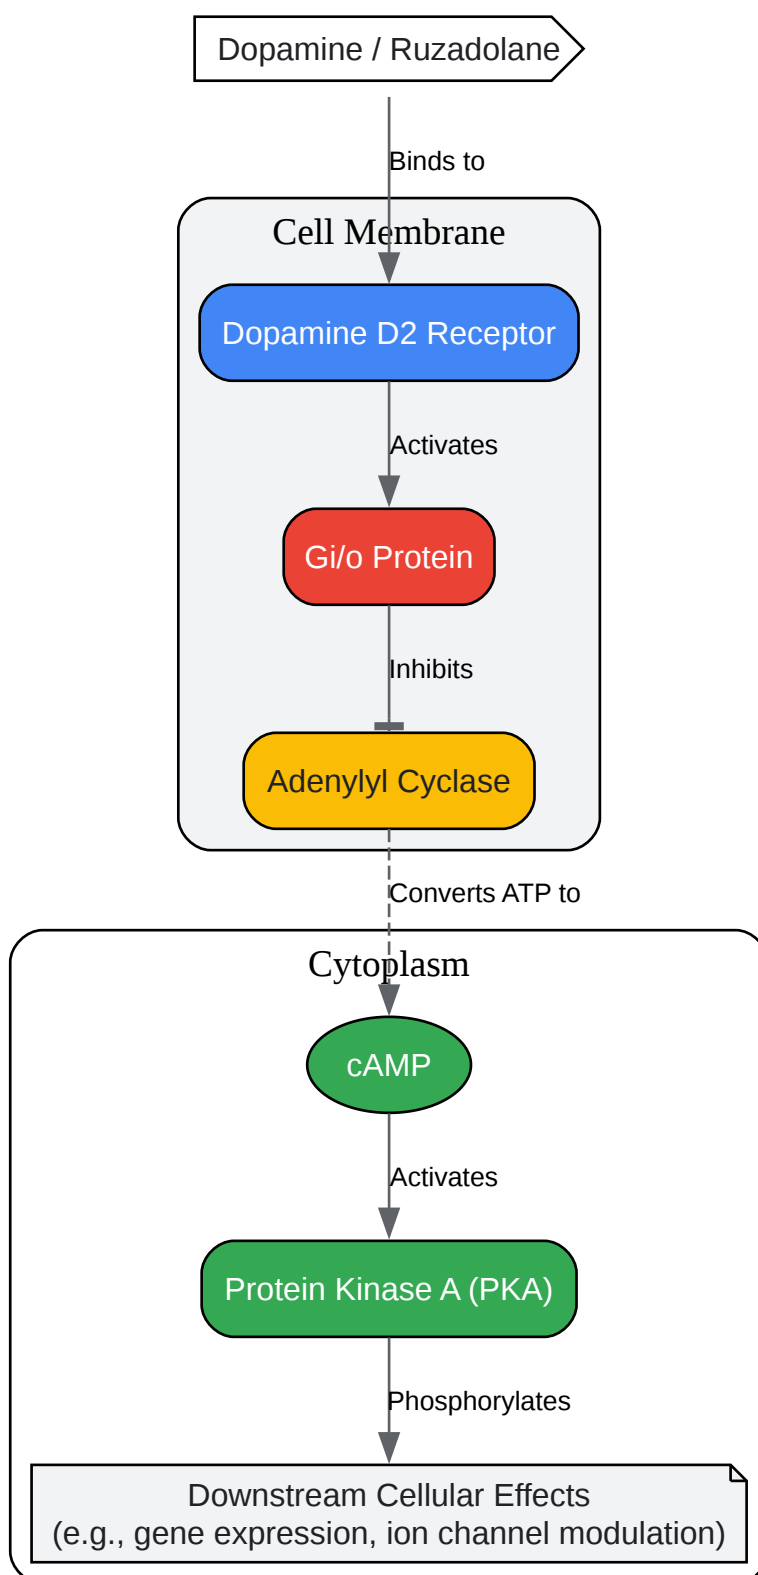 Dopamine / Ruzadolane
Binds to
Cell Membrane
Dopamine D2 Receptor
Activates
Gi/o Protein
Inhibits
Adenylyl Cyclase
Converts ATP to
Cytoplasm
cAMP
Activates
Protein Kinase A (PKA)
Phosphorylates
Downstream Cellular Effects
(e.g., gene expression, ion channel modulation)